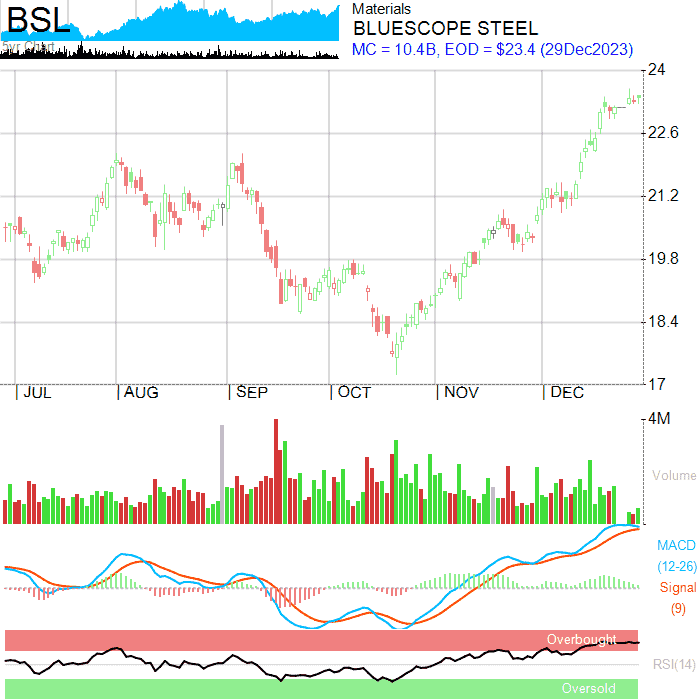 BSL
5yr Chart
Materials
BLUESCOPE STEEL
MC = 10.4B, EOD = $23.4 (29Dec2023)
24
22.6
21.2
19.8
18.4
17
JUL AUG SEP OCT NOV DEC
4M
Volume
MACD
(12-26)
Signal
(9)
Overbought
RSI(14)
Oversold